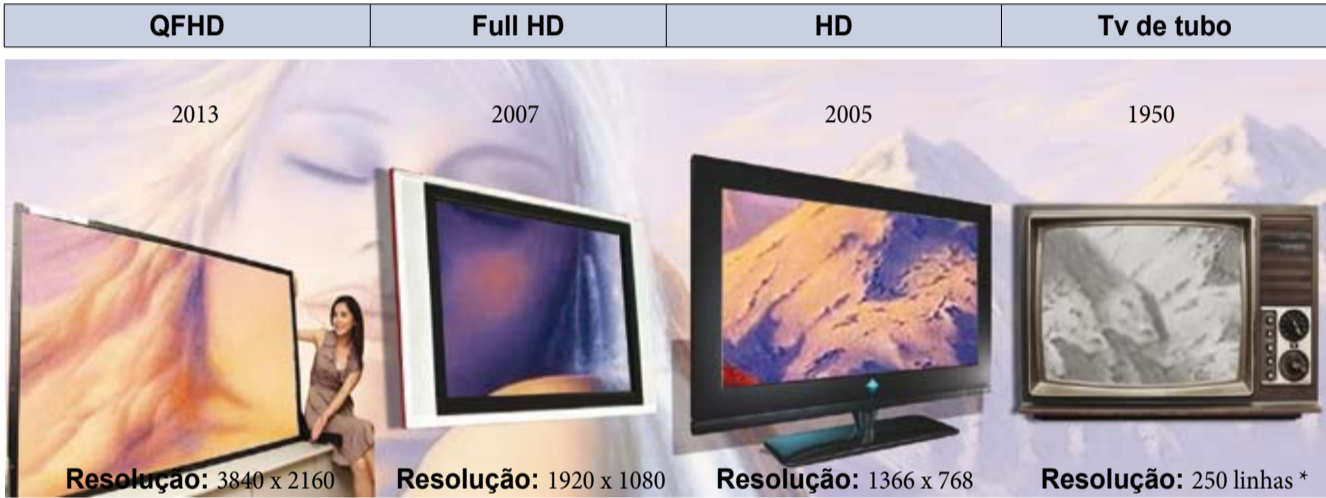 QFHD Full HD HD Tv de tubo
2013 2007 2005 1950
Resolução: 3840 x 2160 Resolução: 1920 x 1080 Resolução: 1366 x 768 Resolução: 250 linhas *